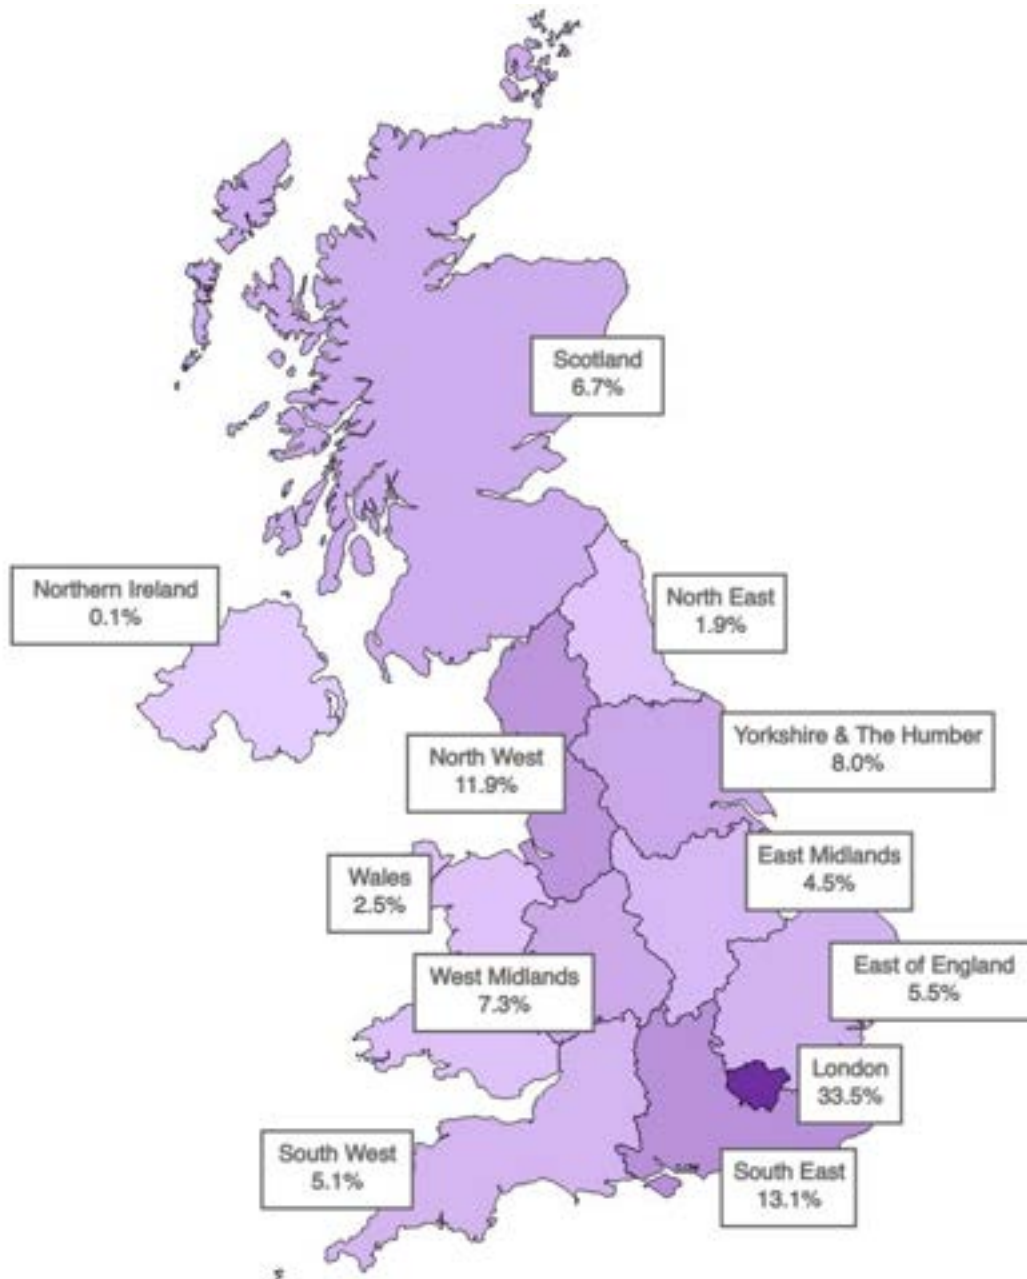 Scotland
6.7%
Northern Ireland
0.1%
North East
1.9%
Yorkshire & The Humber
8.0%
North West
11.9%
East Midlands
4.5%
Wales
2.5%
East of England
5.5%
West Midlands
7.3%
London
33.5%
South West
5.1%
South East
13.1%